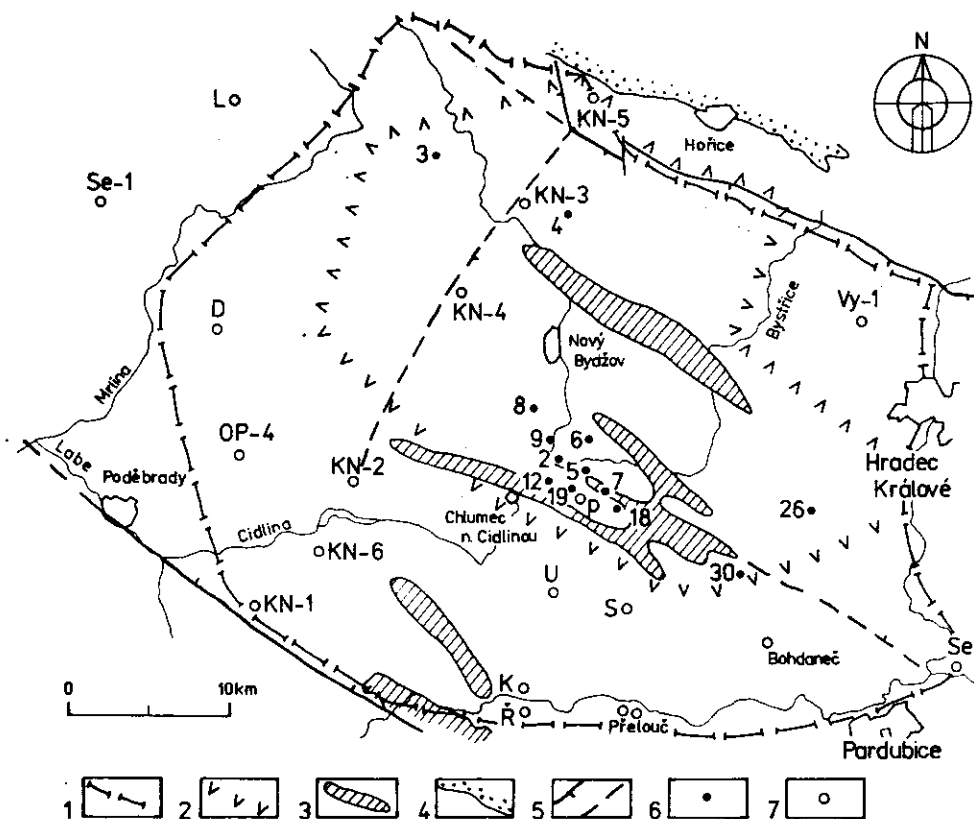 N
L
KN-5
Hořice
3
Se-1
KN-3
4
Bystřice
Vy-1
D
KN-4
Nový
Bydžov
Mrlina
8
OP-4
9
6
Labe
2
5
Hradec
Králové
Poděbrady
KN-2
12
19
7
P
18
26
Chlumec
n. Cidlinou
Cidlina
KN-6
30
U
KN-1
S
Bohdaneč
Se
0
10km
K
Ř
Přelouč
Pardubice
1
2
3
4
5
6
7